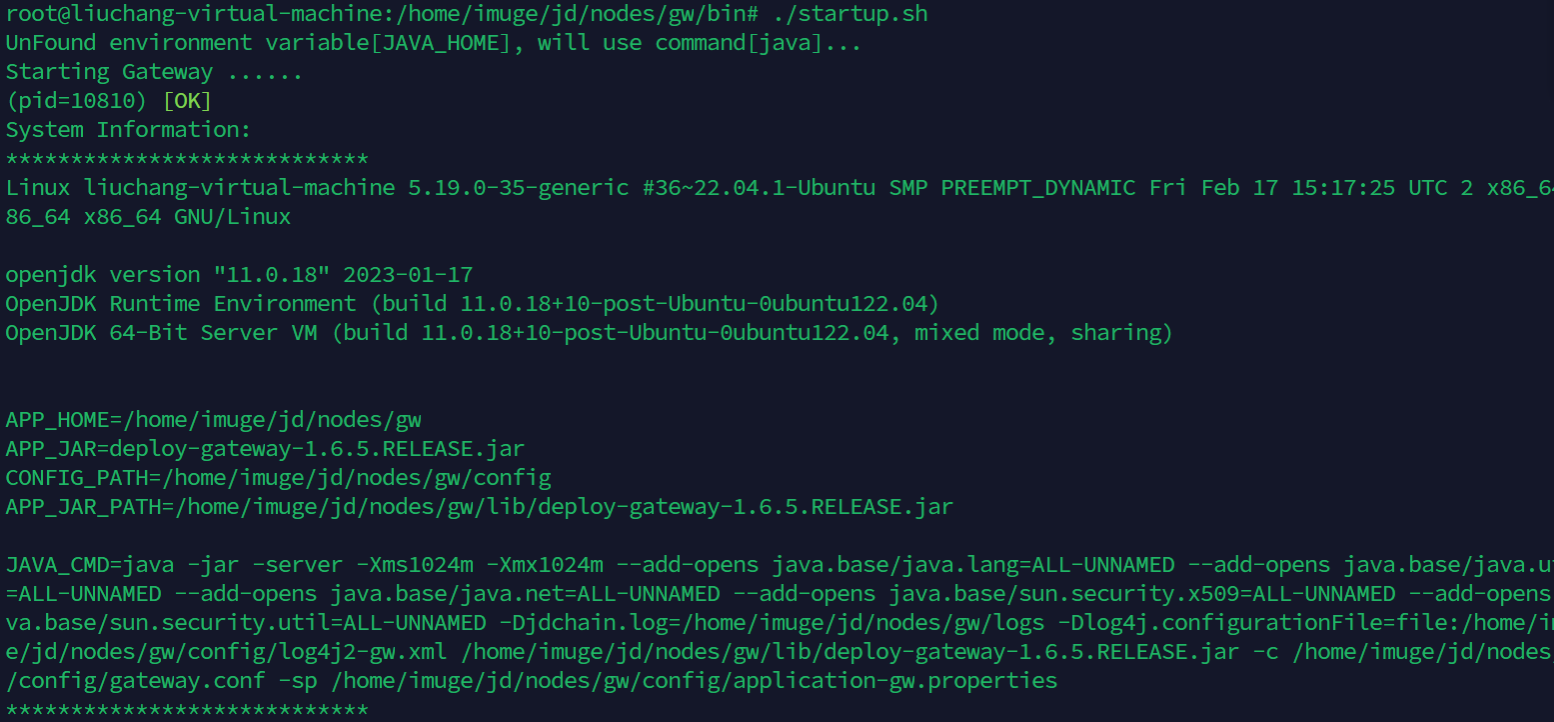 root@liuchang-virtual-machine:/home/imuge/jd/nodes/gw/bin# ./startup.sh
UnFound environment variable[JAVA_HOME], will use command[java]...
Starting Gateway ......
(pid=10810) [OK]
System Information:
****************************
Linux liuchang-virtual-machine 5.19.0-35-generic #36~22.04.1-Ubuntu SMP PREEMPT_DYNAMIC Fri Feb 17 15:17:25 UTC 2 x86_64
86_64 x86_64 GNU/Linux
openjdk version "11.0.18" 2023-01-17
OpenJDK Runtime Environment (build 11.0.18+10-post-Ubuntu-0ubuntu122.04)
OpenJDK 64-Bit Server VM (build 11.0.18+10-post-Ubuntu-0ubuntu122.04, mixed mode, sharing)
APP_HOME=/home/imuge/jd/nodes/gw
APP_JAR=deploy-gateway-1.6.5.RELEASE.jar
CONFIG_PATH=/home/imuge/jd/nodes/gw/config
APP_JAR_PATH=/home/imuge/jd/nodes/gw/lib/deploy-gateway-1.6.5.RELEASE.jar
JAVA_CMD=java -jar -server -Xms1024m -Xmx1024m --add-opens java.base/java.lang=ALL-UNNAMED --add-opens java.base/java.ut
=ALL-UNNAMED --add-opens java.base/java.net=ALL-UNNAMED --add-opens java.base/sun.security.x509=ALL-UNNAMED --add-opens
va.base/sun.security.util=ALL-UNNAMED -Djdchain.log=/home/imuge/jd/nodes/gw/logs -Dlog4j.configurationFile=file:/home/im
e/jd/nodes/gw/config/log4j2-gw.xml /home/imuge/jd/nodes/gw/lib/deploy-gateway-1.6.5.RELEASE.jar -c /home/imuge/jd/nodes
/config/gateway.conf -sp /home/imuge/jd/nodes/gw/config/application-gw.properties
****************************